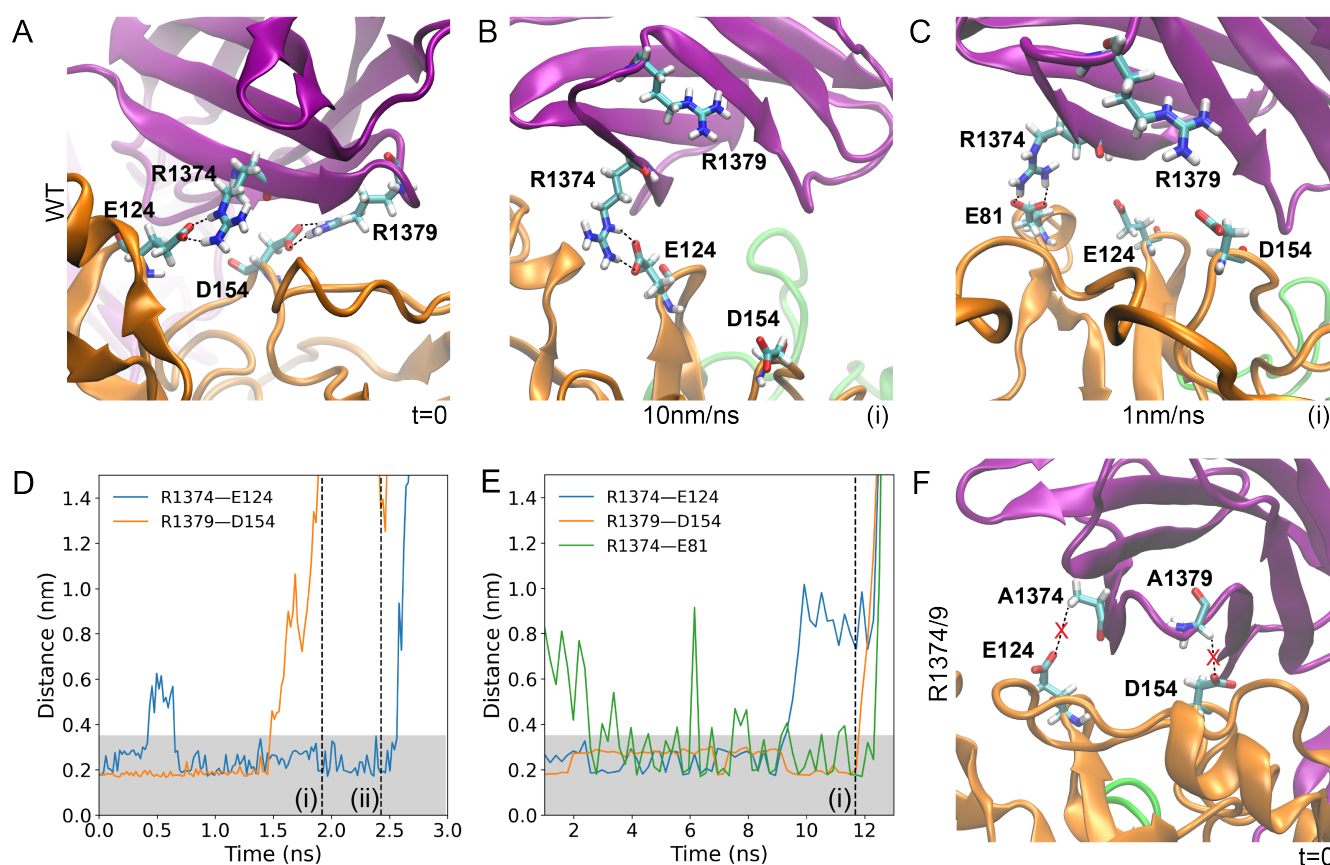 A
WT
R1374
E124
D154
R1379
t=0
B
R1379
R1374
E124
D154
10nm/ns
(i)
C
R1374
R1379
E81
E124
D154
1nm/ns
(i)
D
R1374—E124
R1379—D154
Distance (nm)
1.4
1.2
1.0
0.8
0.6
0.4
0.2
0.0
(i)
(ii)
0.0
0.5
1.0
1.5
2.0
2.5
3.0
Time (ns)
E
R1374—E124
R1379—D154
R1374—E81
Distance (nm)
1.4
1.2
1.0
0.8
0.6
0.4
0.2
0.0
(i)
2
4
6
8
10
12
Time (ns)
F
R1374/9
A1374
A1379
X
E124
X
D154
t=0